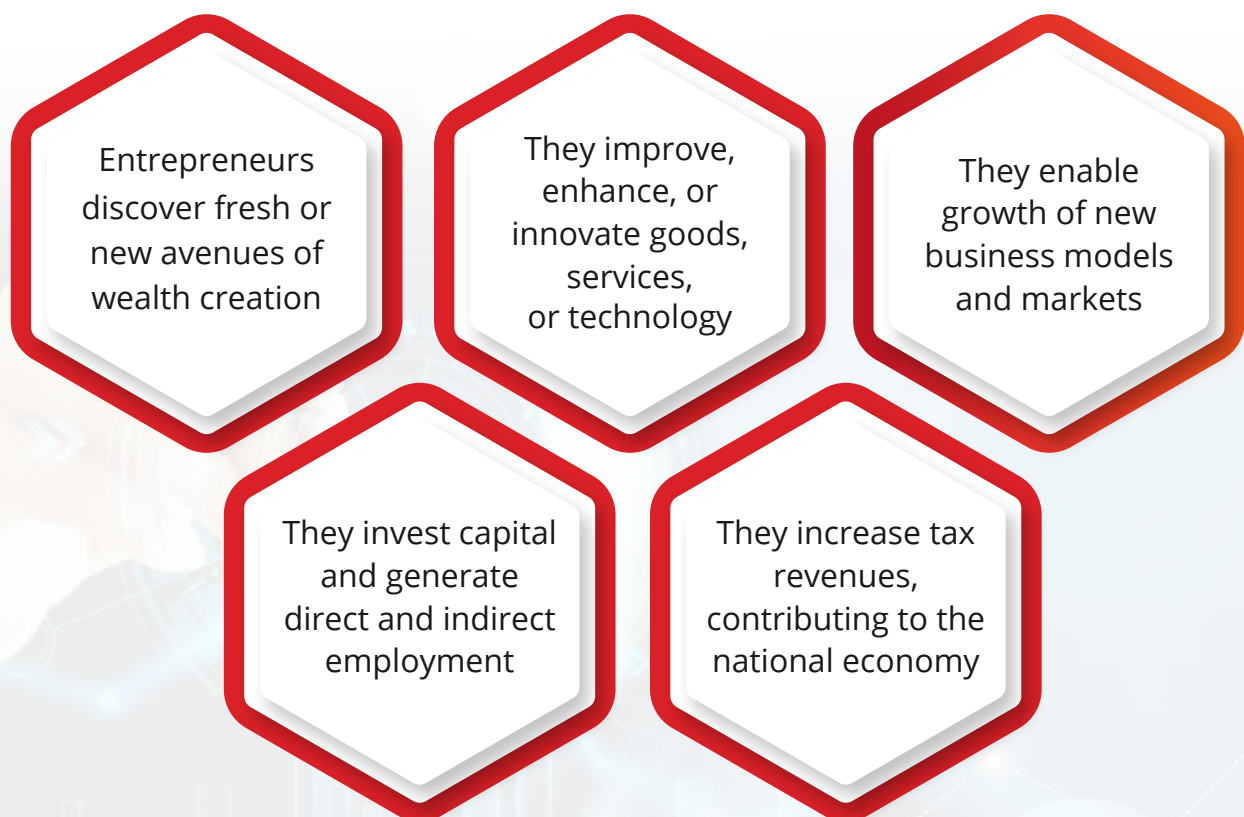 Entrepreneurs
discover fresh or
new avenues of
wealth creation
They improve,
enhance, or
innovate goods,
services,
or technology
They enable
growth of new
business models
and markets
They invest capital
and generate
direct and indirect
employment
They increase tax
revenues,
contributing to the
national economy